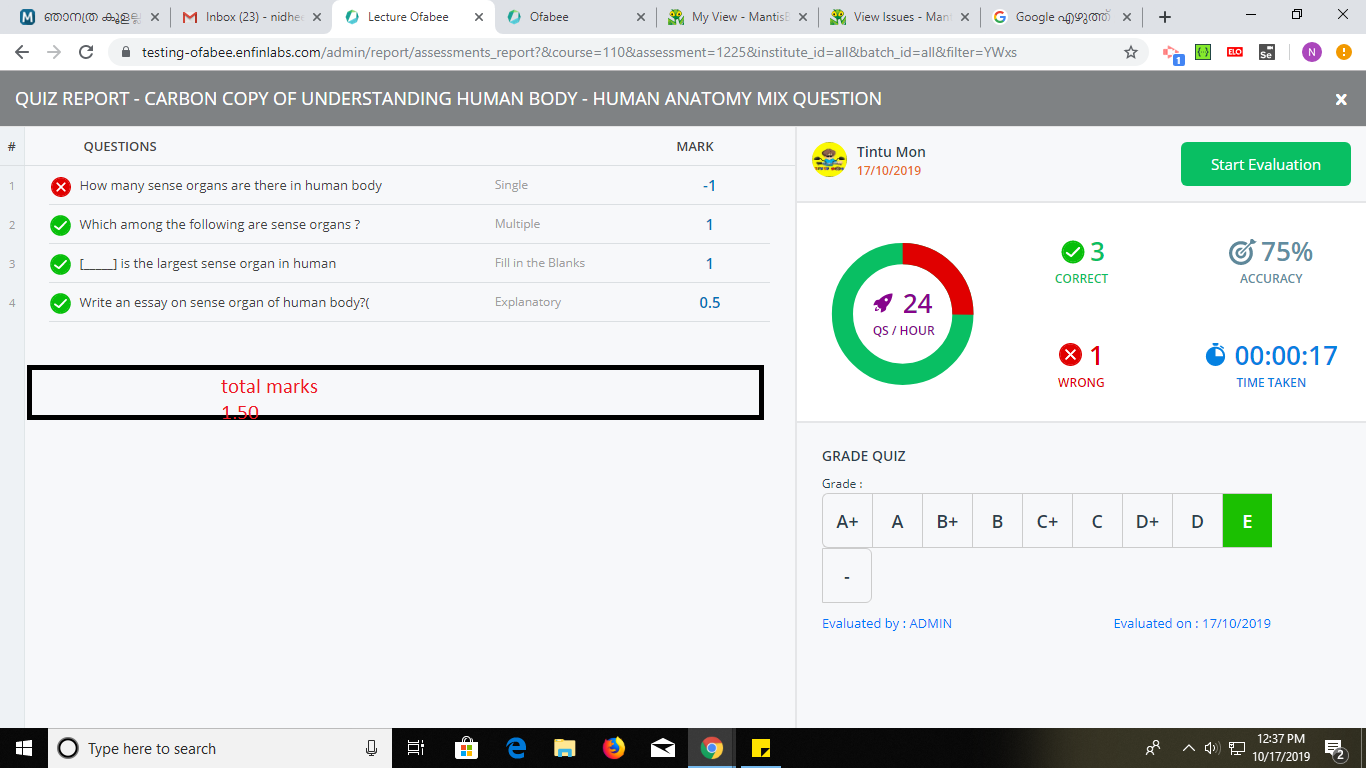 ഞാനത്ര കുളല്ല
Inbox (23) - nidhee
Lecture Ofabee
Ofabee
My View - MantisB
View Issues - Mant
Google എഴുത്ത്
testing-ofabee.enfinlabs.com/admin/report/assessments_report?&course=110&assessment=1225&institute_id=all&batch_id=all&filter=YWxs
QUIZ REPORT - CARBON COPY OF UNDERSTANDING HUMAN BODY - HUMAN ANATOMY MIX QUESTION
# QUESTIONS MARK
1 How many sense organs are there in human body Single -1
2 Which among the following are sense organs ? Multiple 1
3 [_____] is the largest sense organ in human Fill in the Blanks 1
4 Write an essay on sense organ of human body?( Explanatory 0.5
total marks
1.50
Tintu Mon
17/10/2019
Start Evaluation
24
QS / HOUR
3
CORRECT
75%
ACCURACY
1
WRONG
00:00:17
TIME TAKEN
GRADE QUIZ
Grade :
A+ A B+ B C+ C D+ D E
-
Evaluated by : ADMIN Evaluated on : 17/10/2019
Type here to search
12:37 PM
10/17/2019
2